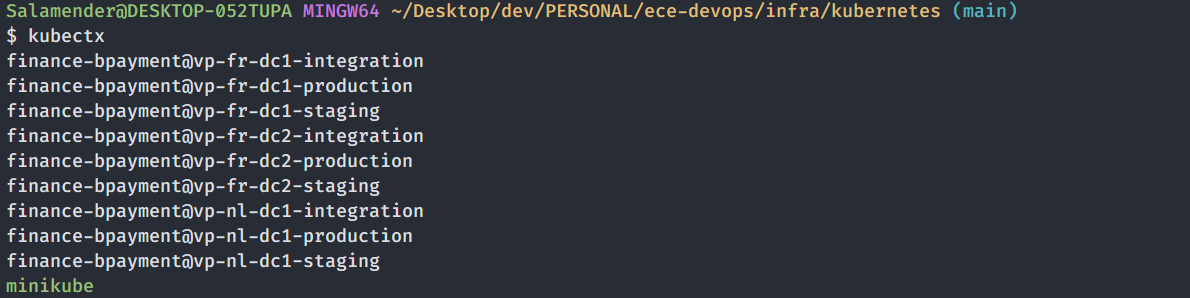 Salamender@DESKTOP-052TUPA MINGW64 ~/Desktop/dev/PERSONAL/ece-devops/infra/kubernetes (main)
$ kubectx
finance-bpayment@vp-fr-dc1-integration
finance-bpayment@vp-fr-dc1-production
finance-bpayment@vp-fr-dc1-staging
finance-bpayment@vp-fr-dc2-integration
finance-bpayment@vp-fr-dc2-production
finance-bpayment@vp-fr-dc2-staging
finance-bpayment@vp-nl-dc1-integration
finance-bpayment@vp-nl-dc1-production
finance-bpayment@vp-nl-dc1-staging
minikube